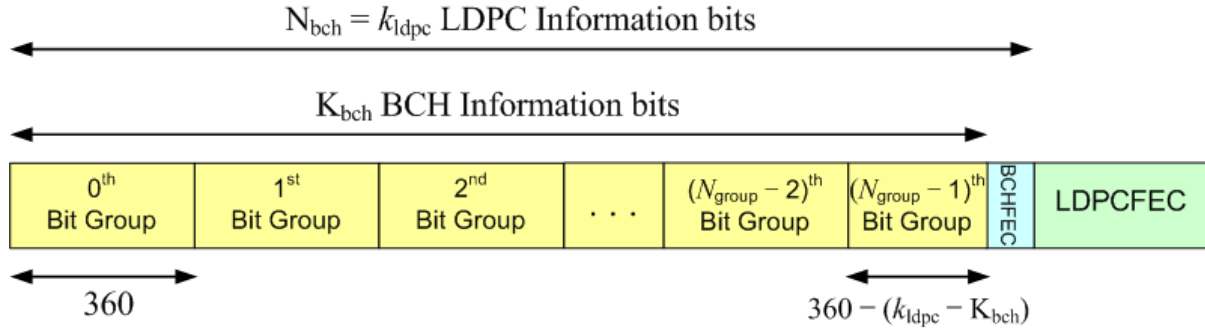 N_bch = k_ldpc LDPC Information bits
K_bch BCH Information bits
0th
Bit Group
1st
Bit Group
2nd
Bit Group
. . .
(N_group − 2)th
Bit Group
(N_group − 1)th
Bit Group
BCHFEC
LDPCFEC
360
360 − (k_ldpc − K_bch)